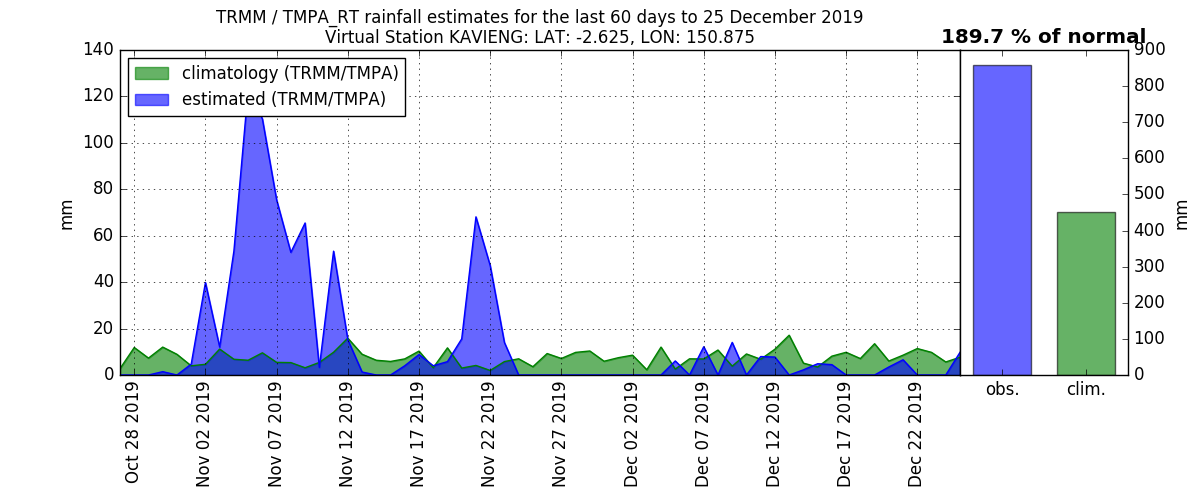 TRMM / TMPA_RT rainfall estimates for the last 60 days to 25 December 2019
Virtual Station KAVIENG: LAT: -2.625, LON: 150.875
189.7 % of normal
climatology (TRMM/TMPA)
estimated (TRMM/TMPA)
140
120
100
80
60
40
20
0
mm
Oct 28 2019
Nov 02 2019
Nov 07 2019
Nov 12 2019
Nov 17 2019
Nov 22 2019
Nov 27 2019
Dec 02 2019
Dec 07 2019
Dec 12 2019
Dec 17 2019
Dec 22 2019
900
800
700
600
500
400
300
200
100
0
mm
obs.
clim.